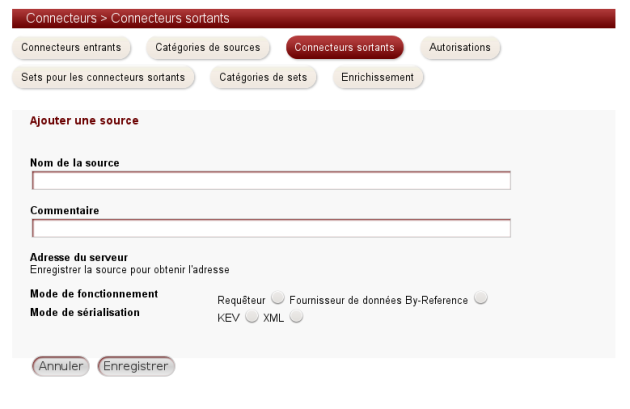 Connecteurs > Connecteurs sortants
Connecteurs entrants Catégories de sources Connecteurs sortants Autorisations
Sets pour les connecteurs sortants Catégories de sets Enrichissement
Ajouter une source
Nom de la source
Commentaire
Adresse du serveur
Enregistrer la source pour obtenir l'adresse
Mode de fonctionnement Requêteur Fournisseur de données By-Reference
Mode de sérialisation KEV XML
Annuler Enregistrer